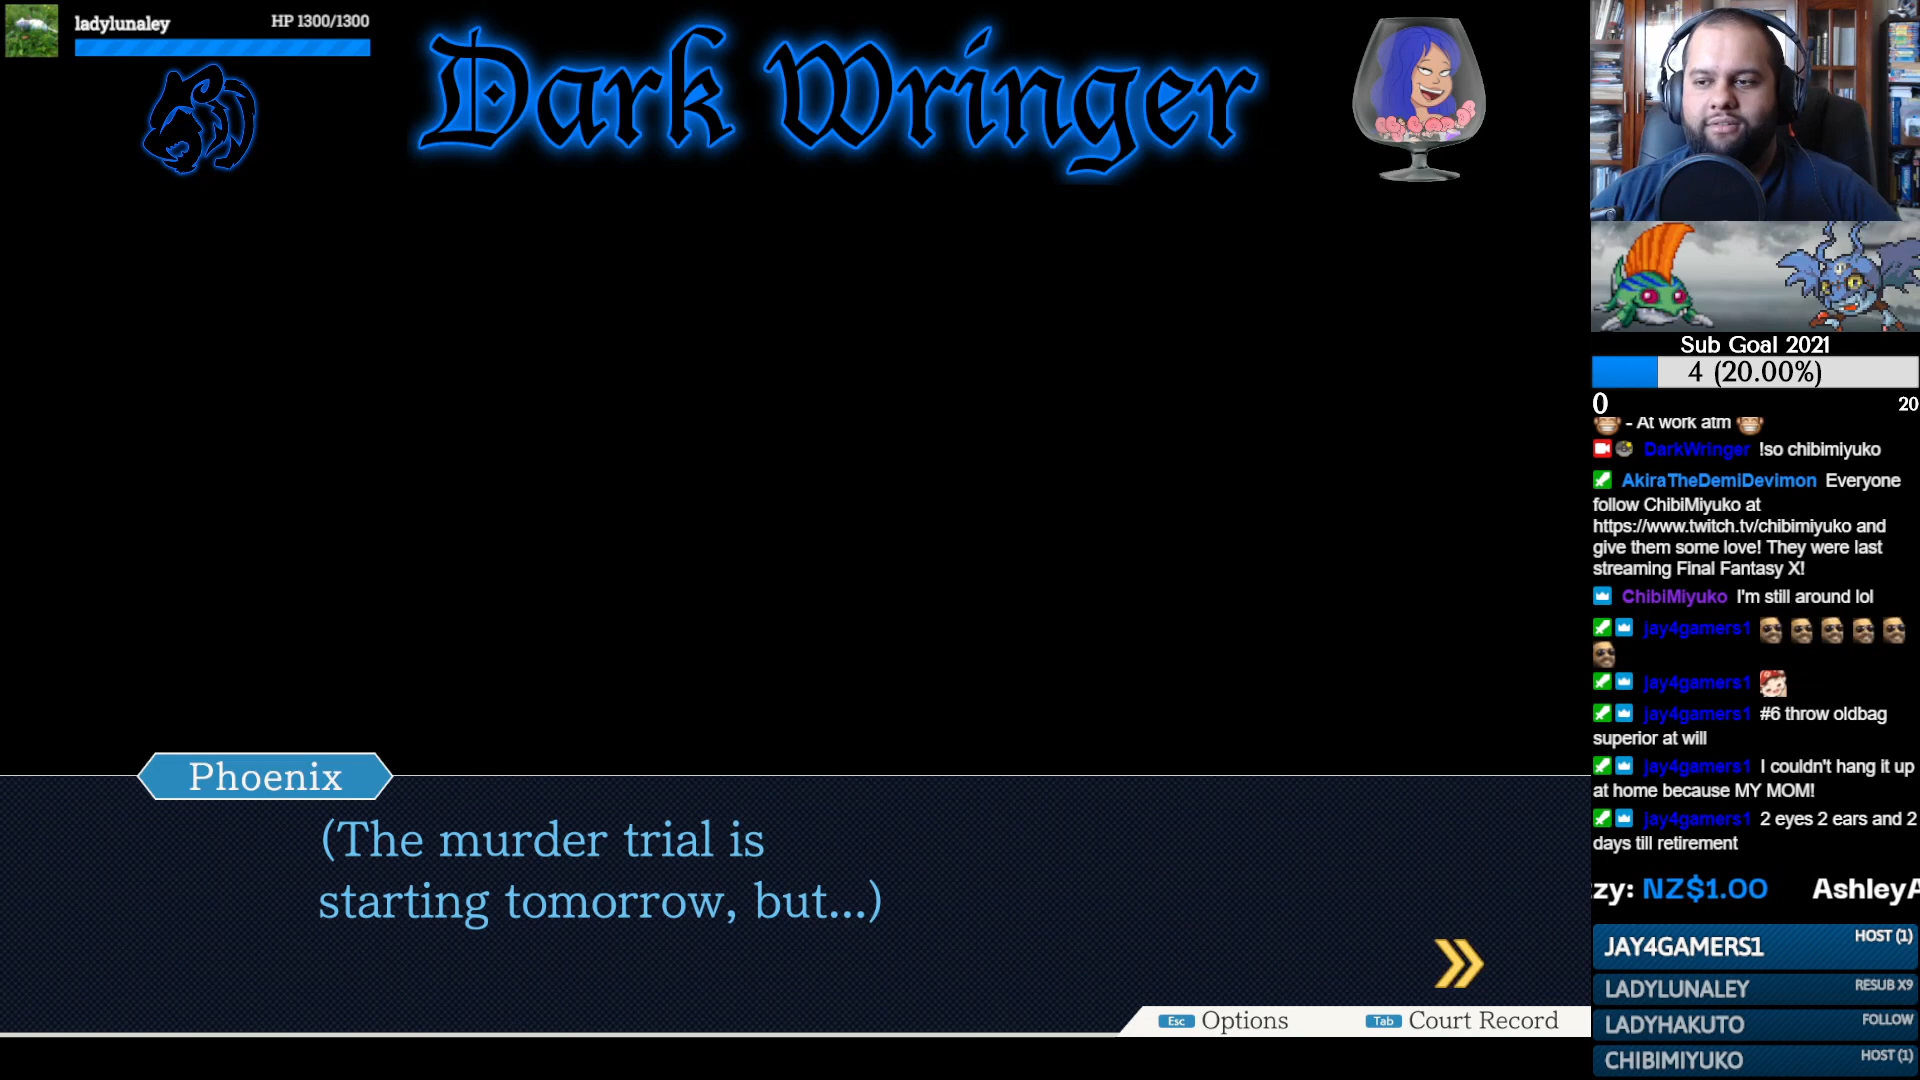 ladylunaley
HP 1300/1300
Dark Wringer
Sub Goal 2021
4 (20.00%)
0
20
- At work atm
DarkWringer !so chibimiyuko
AkiraTheDemiDevimon Everyone
follow ChibiMiyuko at
https://www.twitch.tv/chibimiyuko and
give them some love! They were last
streaming Final Fantasy X!
ChibiMiyuko I'm still around lol
jay4gamers1
jay4gamers1
jay4gamers1 #6 throw oldbag
superior at will
jay4gamers1 I couldn't hang it up
at home because MY MOM!
jay4gamers1 2 eyes 2 ears and 2
days till retirement
zzy: NZ$1.00 AshleyA
JAY4GAMERS1 HOST (1)
LADYLUNALEY RESUB X9
LADYHAKUTO FOLLOW
CHIBIMIYUKO HOST (1)
Phoenix
(The murder trial is
starting tomorrow, but...)
Esc Options
Tab Court Record